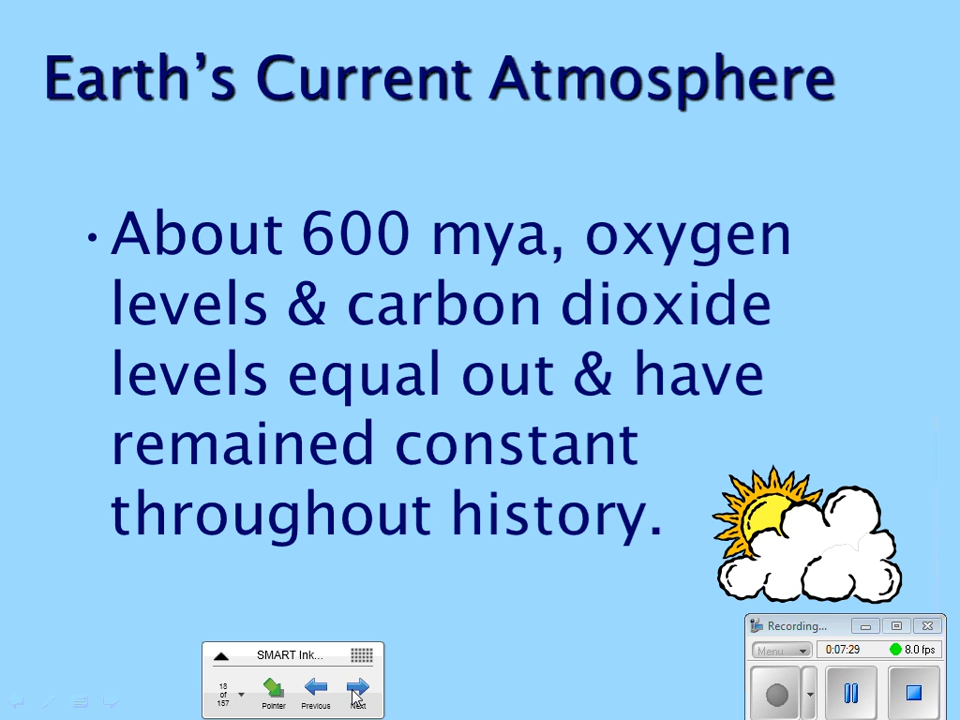 Earth’s Current Atmosphere
•About 600 mya, oxygen
levels & carbon dioxide
levels equal out & have
remained constant
throughout history.
Recording...
Menu
0:07:29
8.0 fps
SMART Ink...
18
of
157
Pointer
Previous
Next